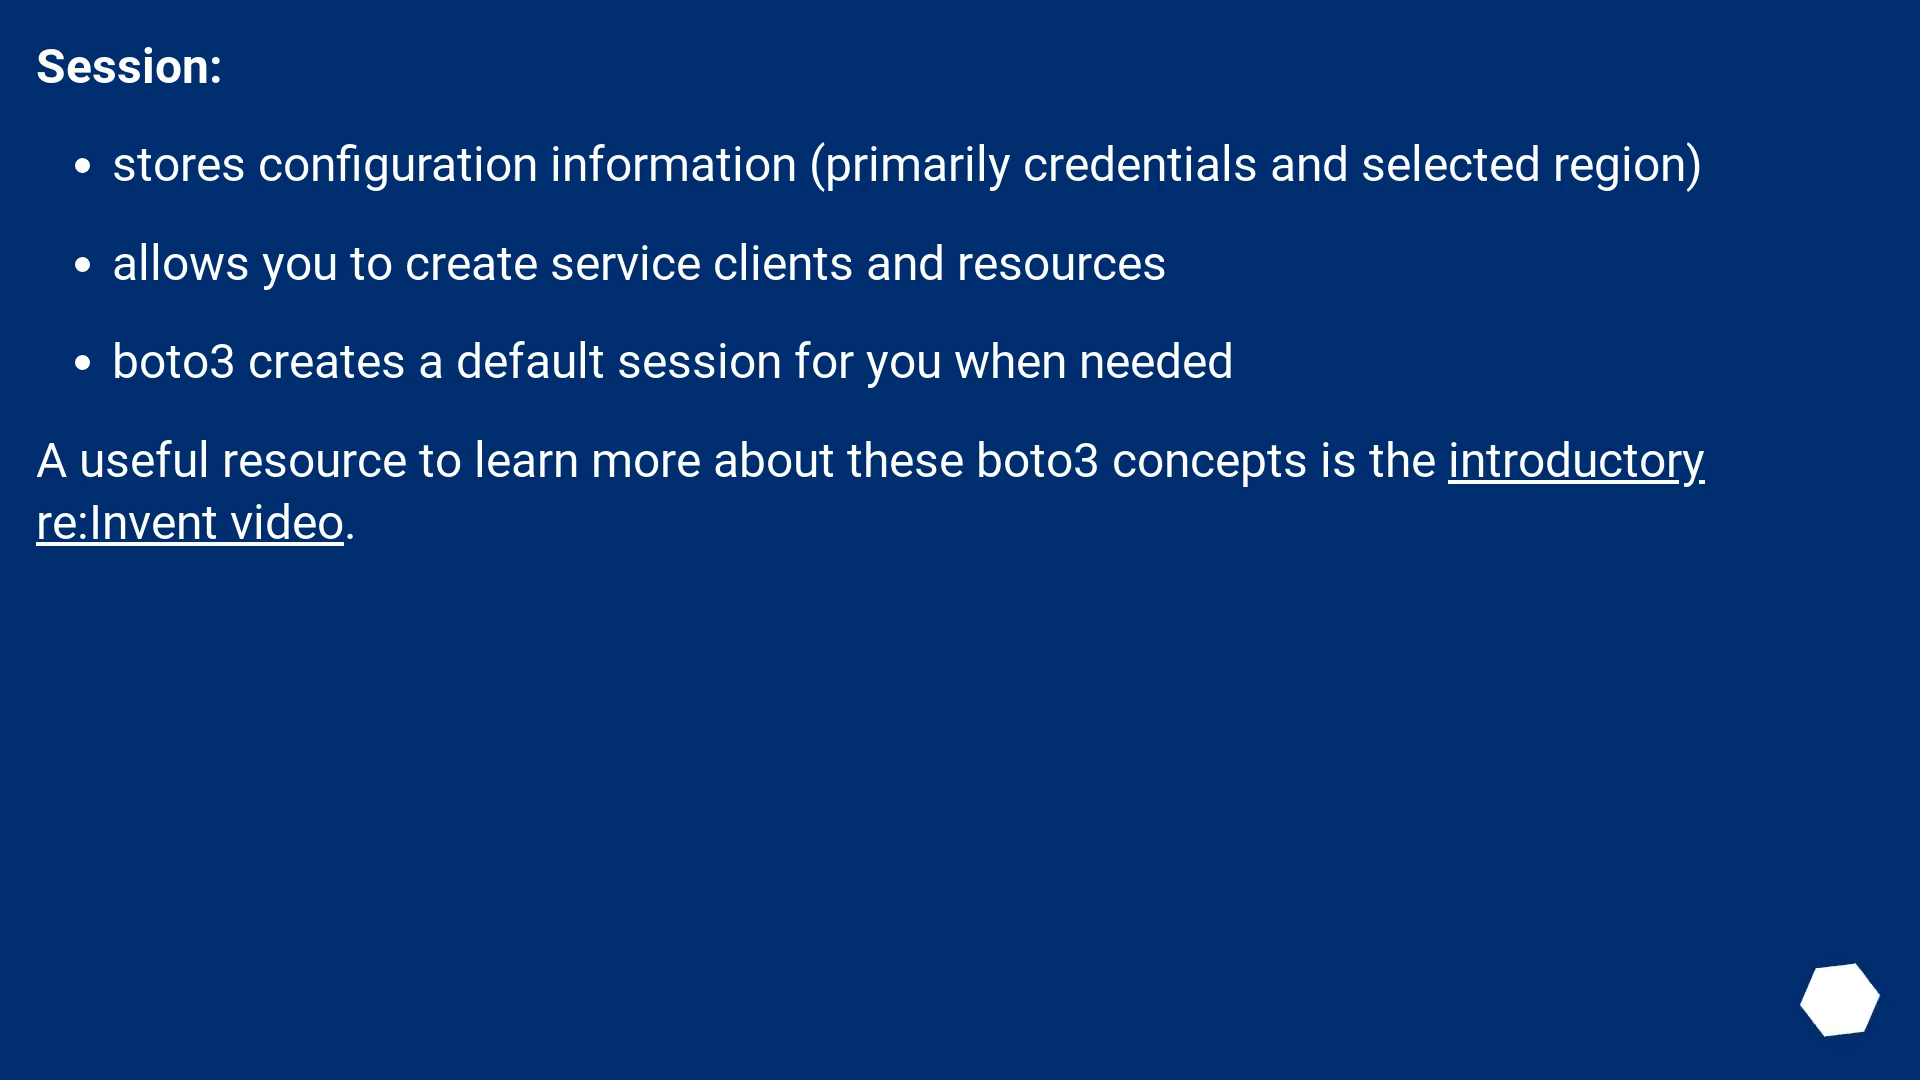 Session:
• stores configuration information (primarily credentials and selected region)
• allows you to create service clients and resources
• boto3 creates a default session for you when needed
A useful resource to learn more about these boto3 concepts is the introductory
re:Invent video.